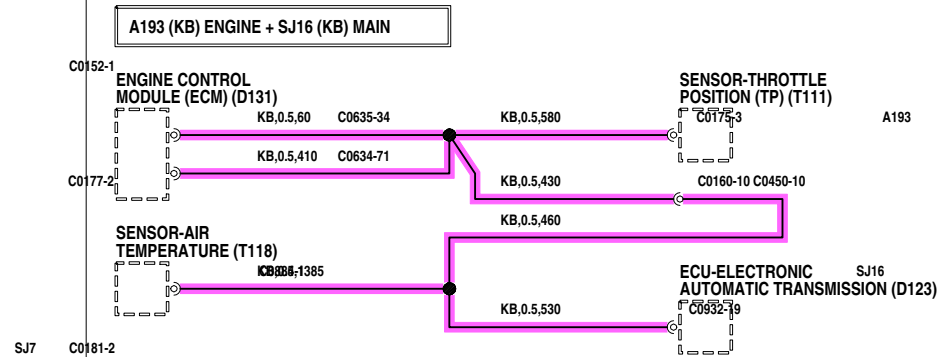 A193 (KB) ENGINE + SJ16 (KB) MAIN
C0152-1
ENGINE CONTROL
MODULE (ECM) (D131)
SENSOR-THROTTLE
POSITION (TP) (T111)
KB,0.5,60 C0635-34
KB,0.5,580
C0175-3
A193
KB,0.5,410 C0634-71
C0177-2
KB,0.5,430
C0160-10 C0450-10
KB,0.5,460
SENSOR-AIR
TEMPERATURE (T118)
ECU-ELECTRONIC
AUTOMATIC TRANSMISSION (D123)
SJ16
KB,0.5,530
C0932-19
SJ7 C0181-2